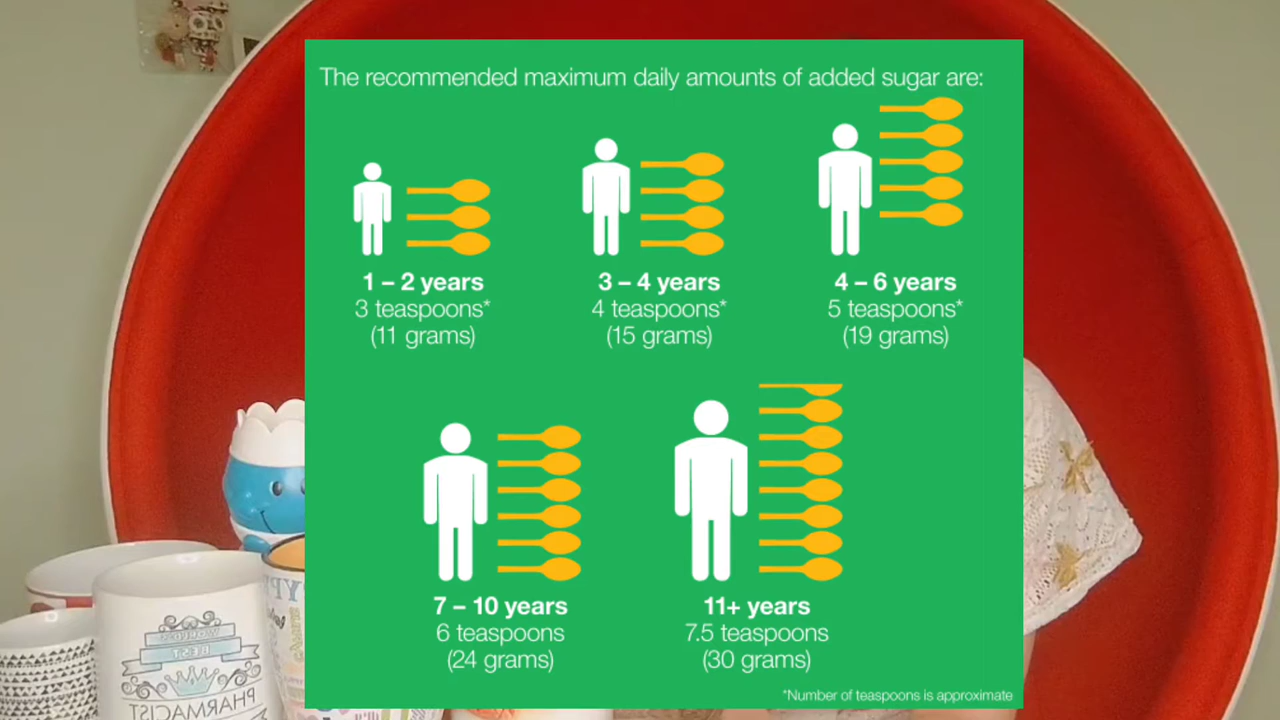 The recommended maximum daily amounts of added sugar are:
1 – 2 years
3 teaspoons*
(11 grams)
3 – 4 years
4 teaspoons*
(15 grams)
4 – 6 years
5 teaspoons*
(19 grams)
7 – 10 years
6 teaspoons
(24 grams)
11+ years
7.5 teaspoons
(30 grams)
*Number of teaspoons is approximate
WORLD'S
BEST
PHARMACIST